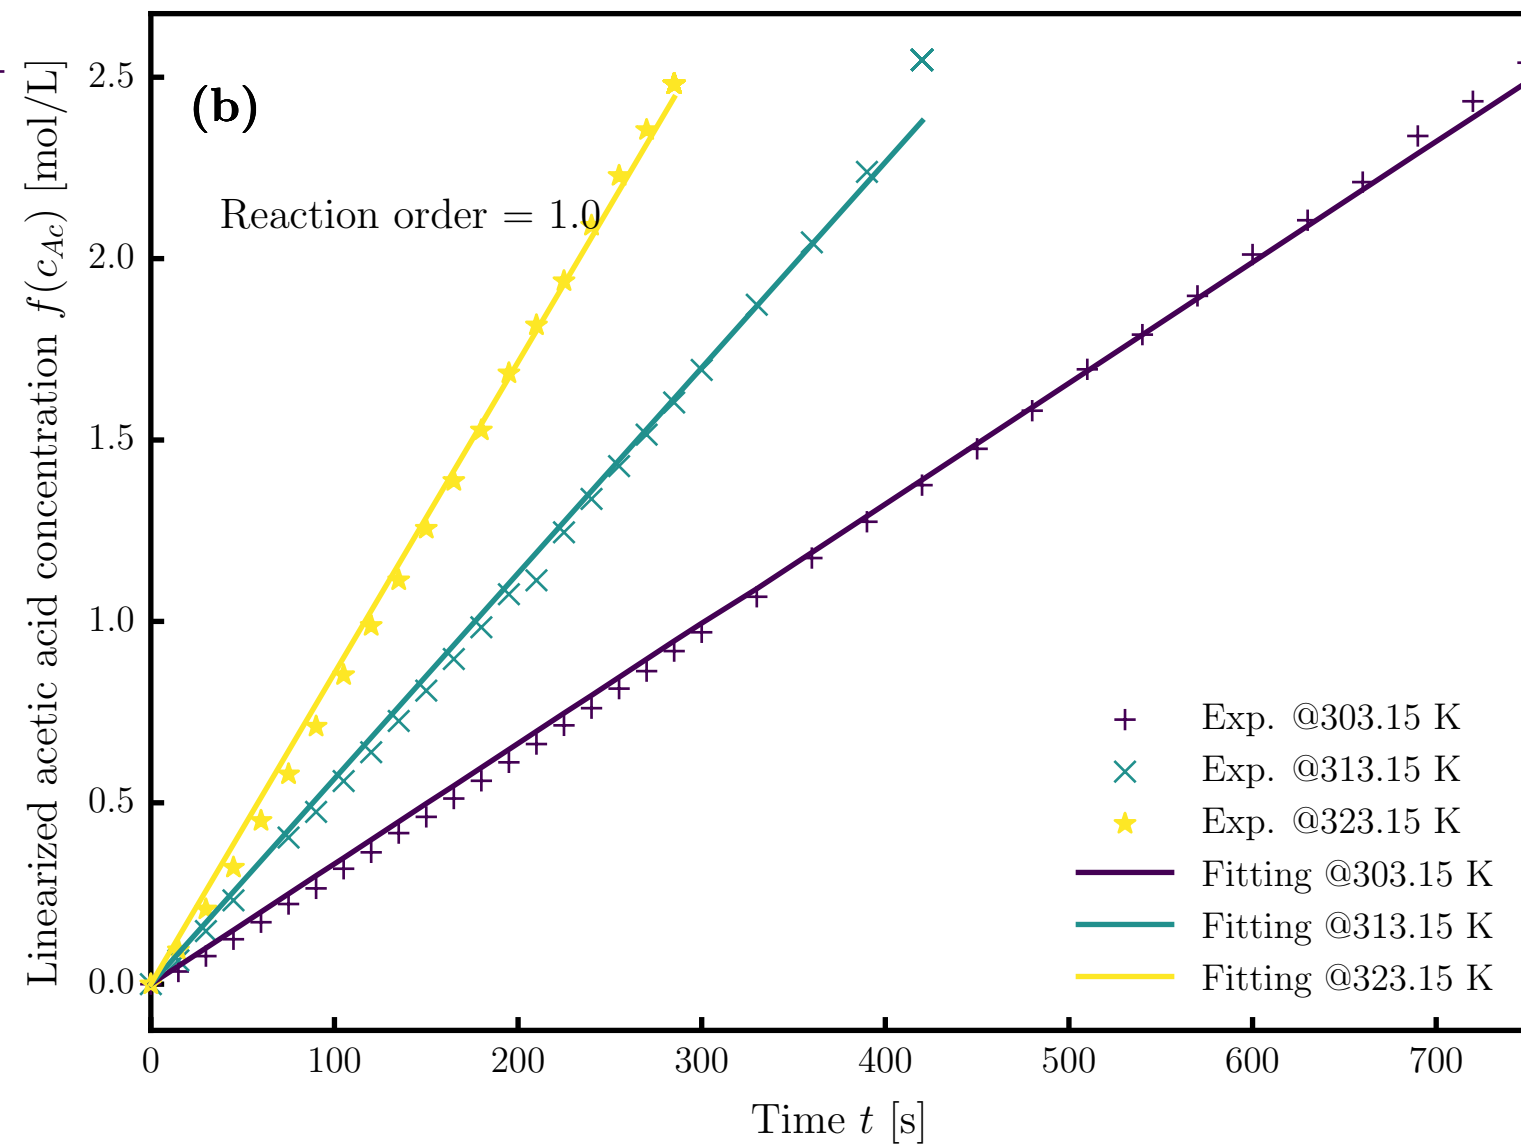 (b)
Reaction order = 1.0
Linearized acetic acid concentration f(c_{Ac}) [mol/L]
2.5
2.0
1.5
1.0
0.5
0.0
Exp. @303.15 K
Exp. @313.15 K
Exp. @323.15 K
Fitting @303.15 K
Fitting @313.15 K
Fitting @323.15 K
0 100 200 300 400 500 600 700
Time t [s]